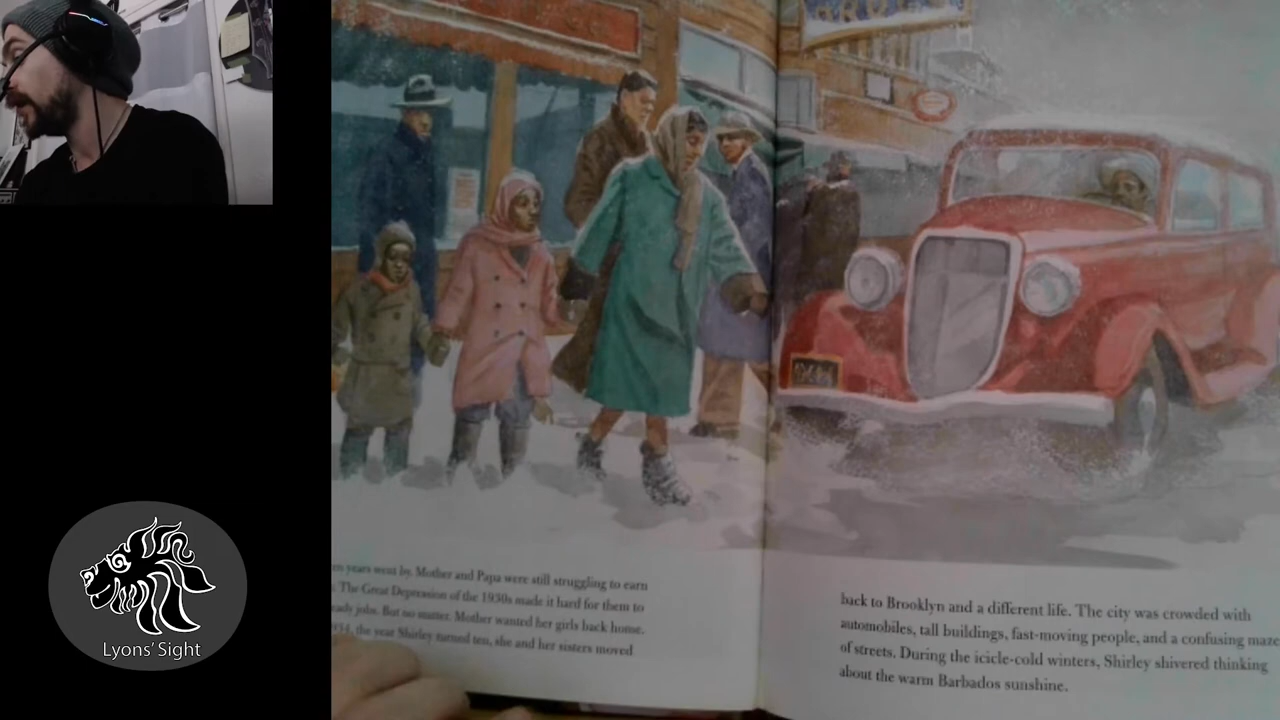 years went by. Mother and Papa were still struggling to earn
The Great Depression of the 1930s made it hard for them to
jobs. But no matter. Mother wanted her girls back home.
the year Shirley turned ten, she and her sisters moved
back to Brooklyn and a different life. The city was crowded with
automobiles, tall buildings, fast-moving people, and a confusing maze
of streets. During the icicle-cold winters, Shirley shivered thinking
about the warm Barbados sunshine.
Lyons' Sight